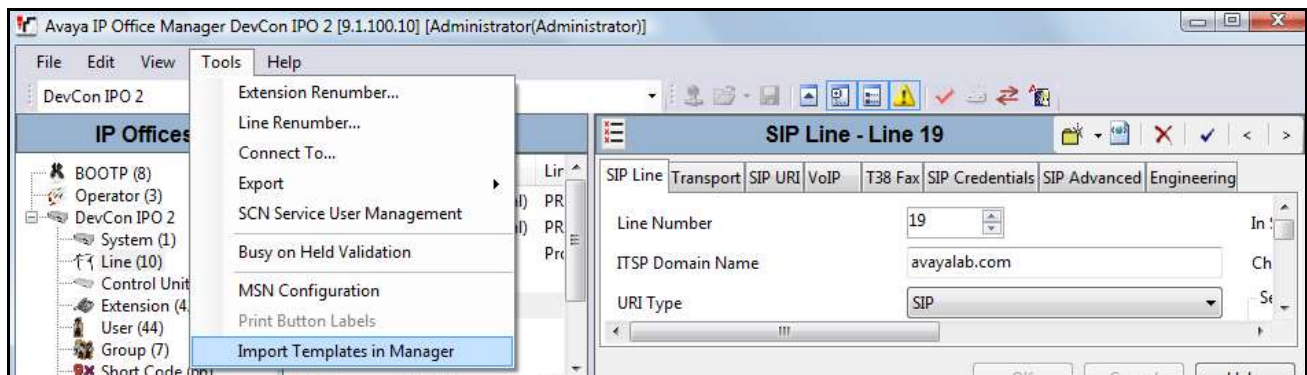 Avaya IP Office Manager DevCon IPO 2 [9.1.100.10] [Administrator(Administrator)]
File Edit View Tools Help
DevCon IPO 2
IP Offices
BOOTP (8)
Operator (3)
DevCon IPO 2
System (1)
Line (10)
Control Unit
Extension (4
User (44)
Group (7)
Short Code
Extension Renumber...
Line Renumber...
Connect To...
Export
SCN Service User Management
Busy on Held Validation
MSN Configuration
Print Button Labels
Import Templates in Manager
PR
PR
SIP Line - Line 19
SIP Line Transport SIP URI VoIP T38 Fax SIP Credentials SIP Advanced Engineering
Line Number 19 In
ITSP Domain Name avayalab.com Ch
URI Type SIP